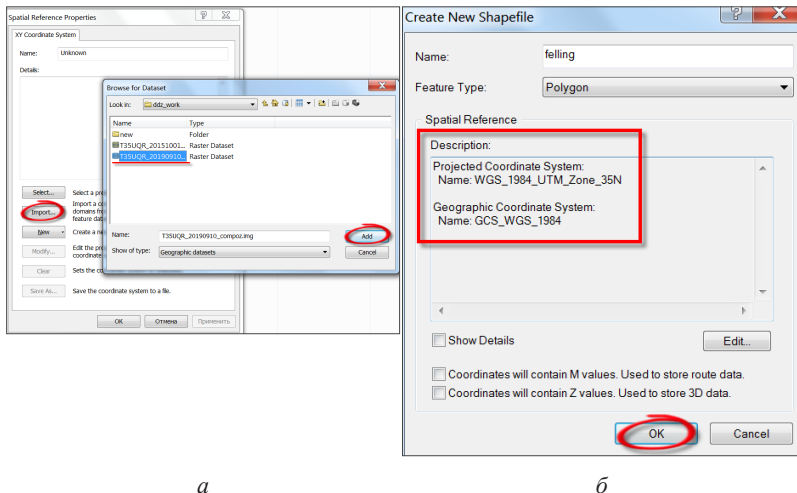 Spatial Reference Properties
XY Coordinate System
Name: Unknown
Details:
Browse for Dataset
Look in: ddz_work
Name Type
new Folder
T35UQR_20151001... Raster Dataset
T35UQR_20190910... Raster Dataset
Name: T35UQR_20190910_compoz.img Add
Show of type: Geographic datasets Cancel
Select... Select a pre
Import... Import a co
domains fro
feature data
New Create a ne
Modify... Edit the pro
coordinate
Clear Sets the co
Save As... Save the coordinate system to a file.
OK Отмена Применить
а
Create New Shapefile
Name: felling
Feature Type: Polygon
Spatial Reference
Description:
Projected Coordinate System:
Name: WGS_1984_UTM_Zone_35N
Geographic Coordinate System:
Name: GCS_WGS_1984
Show Details Edit...
Coordinates will contain M values. Used to store route data.
Coordinates will contain Z values. Used to store 3D data.
OK Cancel
б